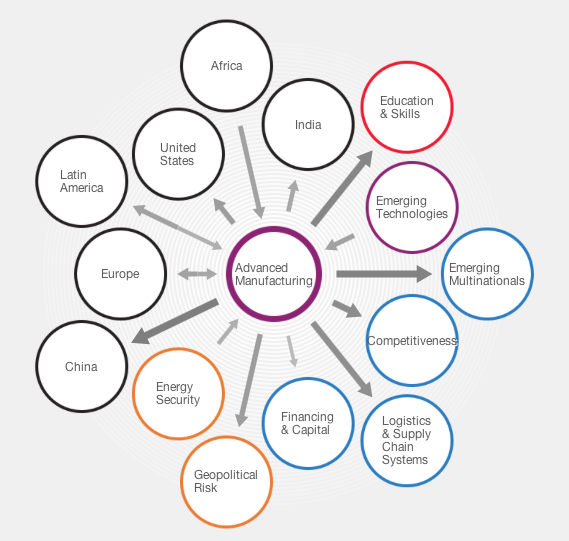 Africa
Education
& Skills
India
United
States
Latin
America
Emerging
Technologies
Europe
Advanced
Manufacturing
Emerging
Multinationals
Competitiveness
China
Energy
Security
Financing
& Capital
Logistics
& Supply
Chain
Systems
Geopolitical
Risk